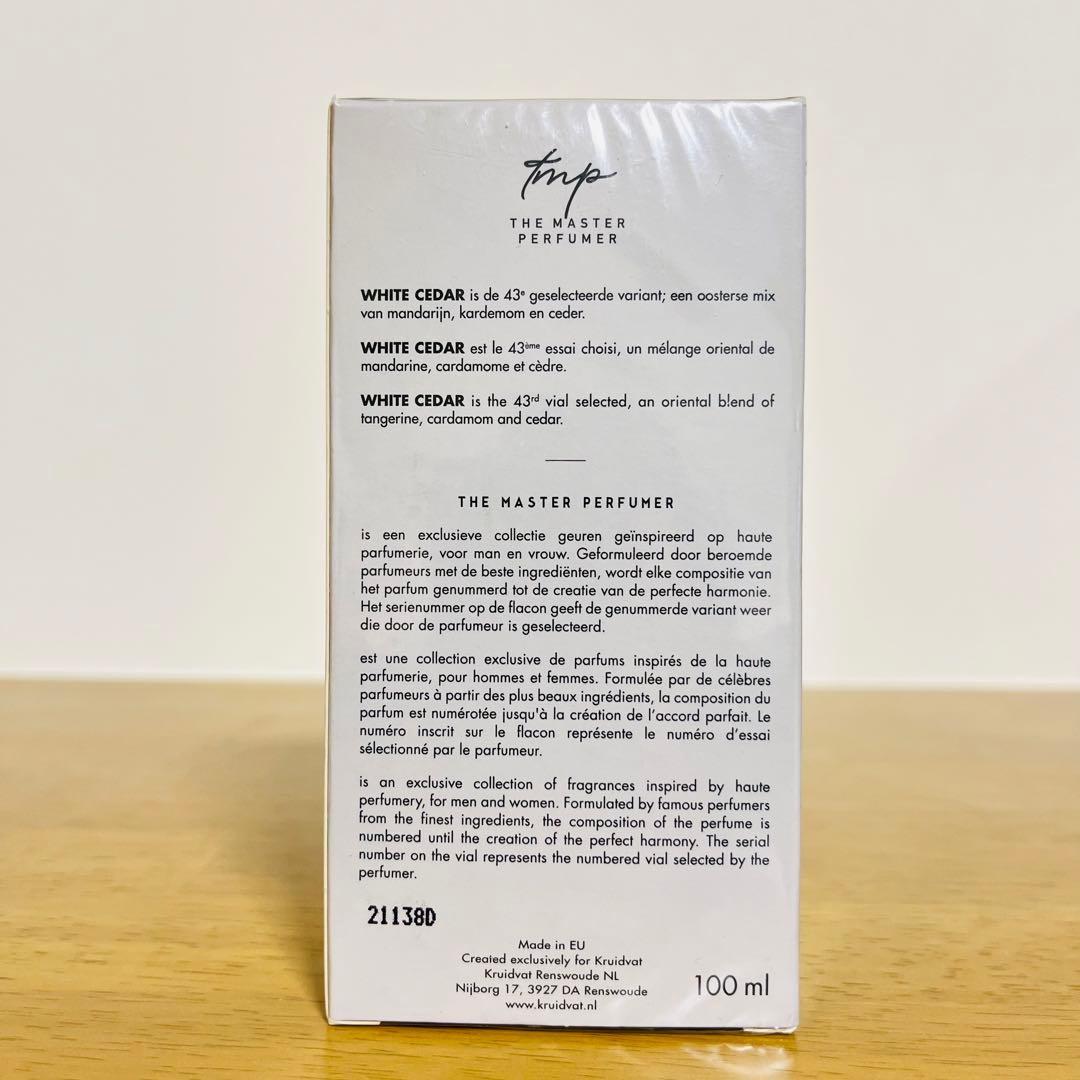 tmp
THE MASTER
PERFUMER
WHITE CEDAR is de 43e geselecteerde variant; een oosterse mix
van mandarijn, kardemom en ceder.
WHITE CEDAR est le 43ème essai choisi, un mélange oriental de
mandarine, cardamome et cèdre.
WHITE CEDAR is the 43rd vial selected, an oriental blend of
tangerine, cardamom and cedar.
THE MASTER PERFUMER
is een exclusieve collectie geuren geïnspireerd op haute
parfumerie, voor man en vrouw. Geformuleerd door beroemde
parfumeurs met de beste ingrediënten, wordt elke compositie van
het parfum genummerd tot de creatie van de perfecte harmonie.
Het serienummer op de flacon geeft de genummerde variant weer
die door de parfumeur is geselecteerd.
est une collection exclusive de parfums inspirés de la haute
parfumerie, pour hommes et femmes. Formulée par de célèbres
parfumeurs à partir des plus beaux ingrédients, la composition du
parfum est numérotée jusqu'à la création de l'accord parfait. Le
numéro inscrit sur le flacon représente le numéro d'essai
sélectionné par le parfumeur.
is an exclusive collection of fragrances inspired by haute
perfumery, for men and women. Formulated by famous perfumers
from the finest ingredients, the composition of the perfume is
numbered until the creation of the perfect harmony. The serial
number on the vial represents the numbered vial selected by the
perfumer.
21138D
Made in EU
Created exclusively for Kruidvat
Kruidvat Renswoude NL
Nijborg 17, 3927 DA Renswoude
www.kruidvat.nl
100 ml